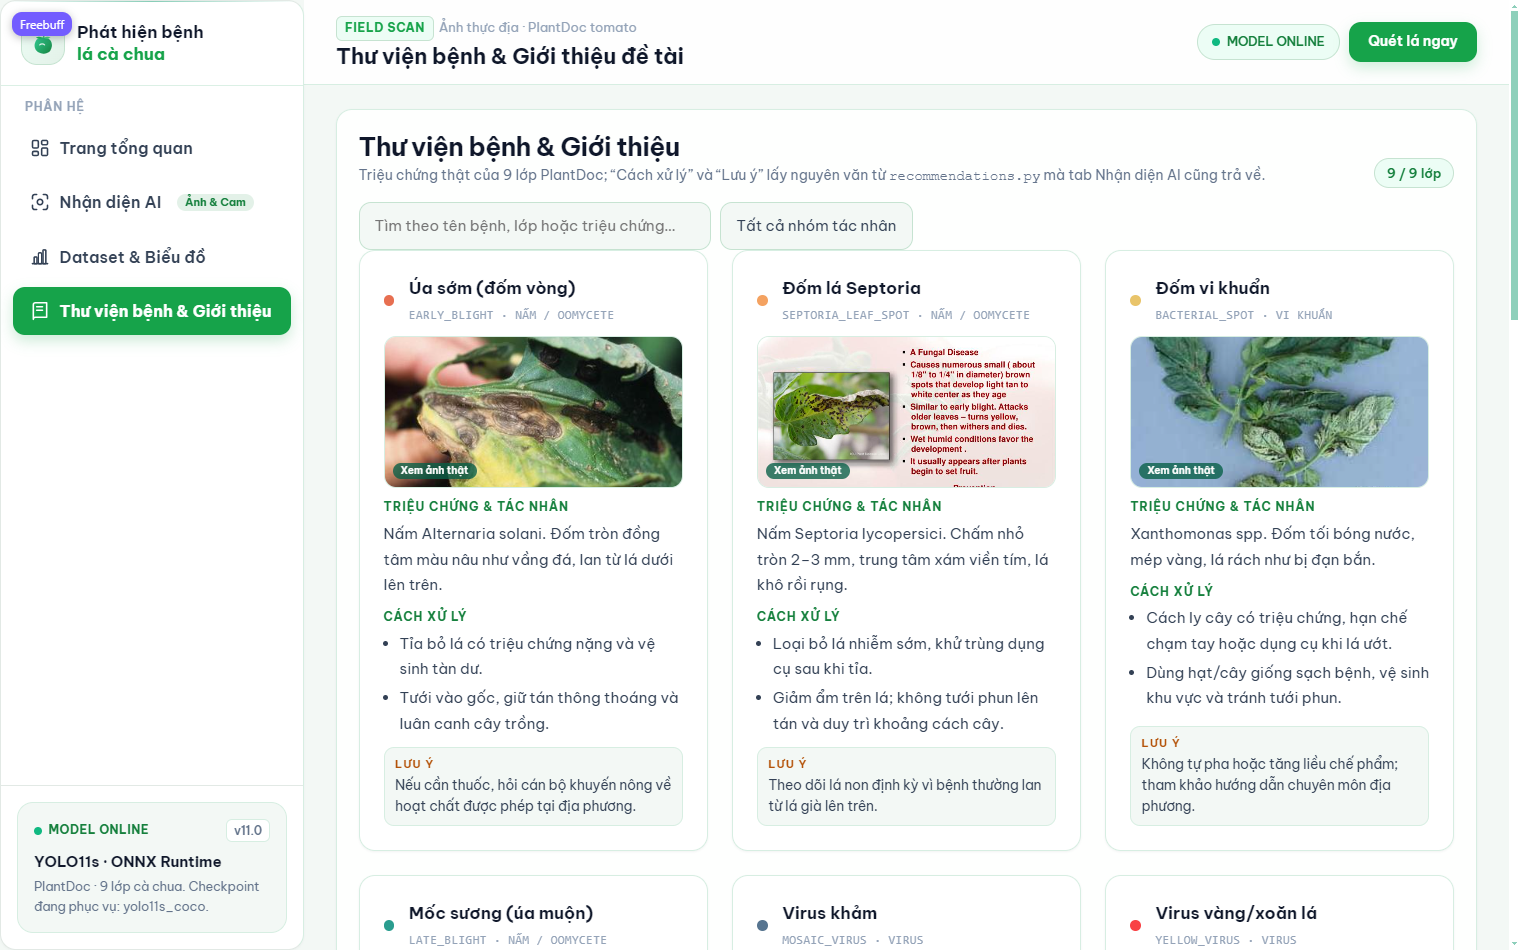 Freebuff
Phát hiện bệnh
lá cà chua
PHÂN HỆ
Trang tổng quan
Nhận diện AI
Ảnh & Cam
Dataset & Biểu đồ
Thư viện bệnh & Giới thiệu
MODEL ONLINE
v11.0
YOLO11s · ONNX Runtime
PlantDoc · 9 lớp cà chua. Checkpoint
đang phục vụ: yolo11s_coco.
FIELD SCAN
Ảnh thực địa · PlantDoc tomato
Thư viện bệnh & Giới thiệu đề tài
MODEL ONLINE
Quét lá ngay
Thư viện bệnh & Giới thiệu
Triệu chứng thật của 9 lớp PlantDoc; “Cách xử lý” và “Lưu ý” lấy nguyên văn từ recommendations.py mà tab Nhận diện AI cũng trả về.
9 / 9 lớp
Tìm theo tên bệnh, lớp hoặc triệu chứng...
Tất cả nhóm tác nhân
Úa sớm (đốm vòng)
EARLY_BLIGHT · NẤM / OOMYCETE
Xem ảnh thật
TRIỆU CHỨNG & TÁC NHÂN
Nấm Alternaria solani. Đốm tròn đồng
tâm màu nâu như vầng đá, lan từ lá dưới
lên trên.
CÁCH XỬ LÝ
• Tỉa bỏ lá có triệu chứng nặng và vệ
sinh tàn dư.
• Tưới vào gốc, giữ tán thông thoáng và
luân canh cây trồng.
LƯU Ý
Nếu cần thuốc, hỏi cán bộ khuyến nông về
hoạt chất được phép tại địa phương.
Đốm lá Septoria
SEPTORIA_LEAF_SPOT · NẤM / OOMYCETE
• A Fungal Disease
• Causes numerous small ( about
1/8" to 1/4" in diameter) brown
spots that develop light tan to
white center as they age
• Similar to early blight. Attacks
older leaves – turns yellow,
brown, then withers and dies.
• Wet humid conditions favor the
development .
• It usually appears after plants
begin to set fruit.
Prevention
Xem ảnh thật
TRIỆU CHỨNG & TÁC NHÂN
Nấm Septoria lycopersici. Chấm nhỏ
tròn 2–3 mm, trung tâm xám viền tím, lá
khô rồi rụng.
CÁCH XỬ LÝ
• Loại bỏ lá nhiễm sớm, khử trùng dụng
cụ sau khi tỉa.
• Giảm ẩm trên lá; không tưới phun lên
tán và duy trì khoảng cách cây.
LƯU Ý
Theo dõi lá non định kỳ vì bệnh thường lan
từ lá già lên trên.
Đốm vi khuẩn
BACTERIAL_SPOT · VI KHUẨN
Xem ảnh thật
TRIỆU CHỨNG & TÁC NHÂN
Xanthomonas spp. Đốm tối bóng nước,
mép vàng, lá rách như bị đạn bắn.
CÁCH XỬ LÝ
• Cách ly cây có triệu chứng, hạn chế
chạm tay hoặc dụng cụ khi lá ướt.
• Dùng hạt/cây giống sạch bệnh, vệ sinh
khu vực và tránh tưới phun.
LƯU Ý
Không tự pha hoặc tăng liều chế phẩm;
tham khảo hướng dẫn chuyên môn địa
phương.
Mốc sương (úa muộn)
LATE_BLIGHT · NẤM / OOMYCETE
Virus khảm
MOSAIC_VIRUS · VIRUS
Virus vàng/xoăn lá
YELLOW_VIRUS · VIRUS